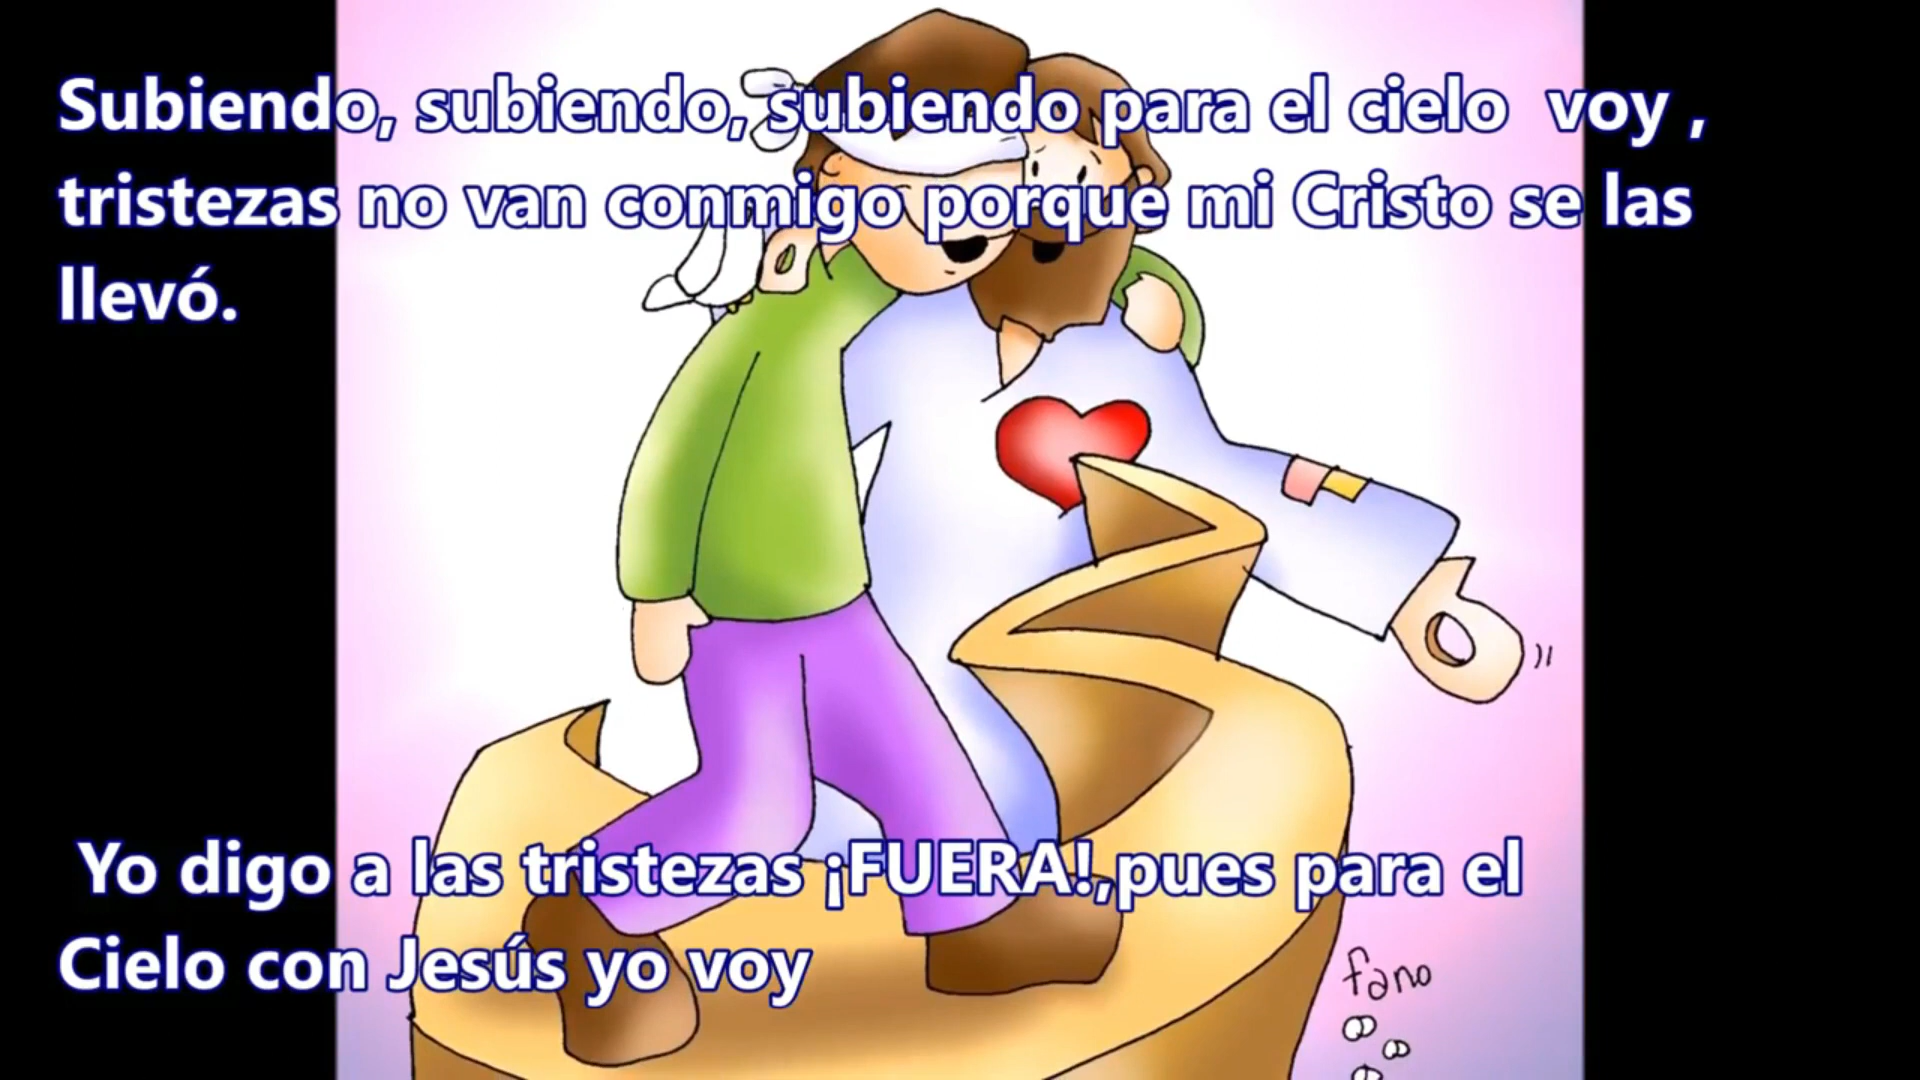 Subiendo, subiendo, subiendo para el cielo  voy ,
tristezas no van conmigo porque mi Cristo se las
llevó.
Yo digo a las tristezas ¡FUERA!,pues para el
Cielo con Jesús yo voy
fano